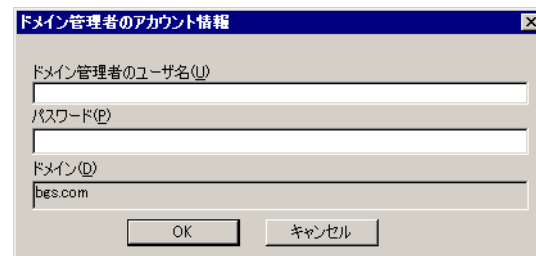 ドメイン管理者のアカウント情報
ドメイン管理者のユーザ名(U)
パスワード(P)
ドメイン(D)
bgs.com
OK
キャンセル